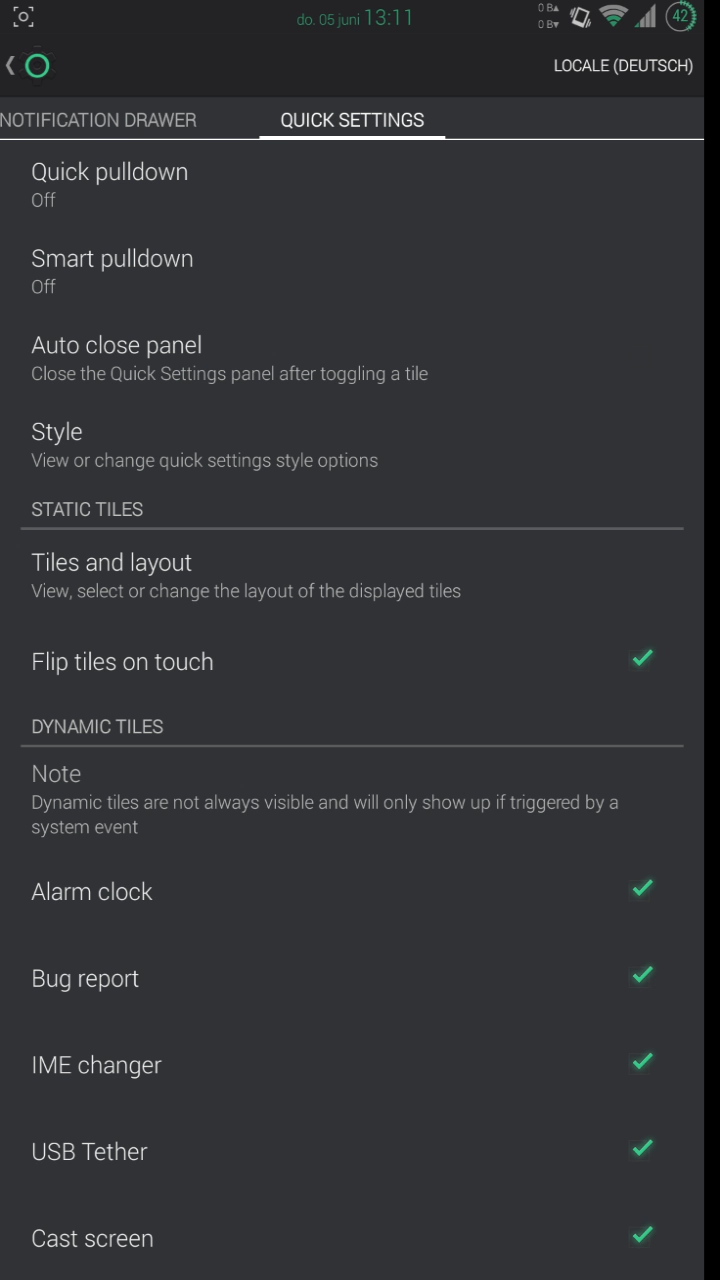 do. 05 juni 13:11
0 B▲
0 B▼
42
LOCALE (DEUTSCH)
NOTIFICATION DRAWER
QUICK SETTINGS
Quick pulldown
Off
Smart pulldown
Off
Auto close panel
Close the Quick Settings panel after toggling a tile
Style
View or change quick settings style options
STATIC TILES
Tiles and layout
View, select or change the layout of the displayed tiles
Flip tiles on touch
DYNAMIC TILES
Note
Dynamic tiles are not always visible and will only show up if triggered by a
system event
Alarm clock
Bug report
IME changer
USB Tether
Cast screen